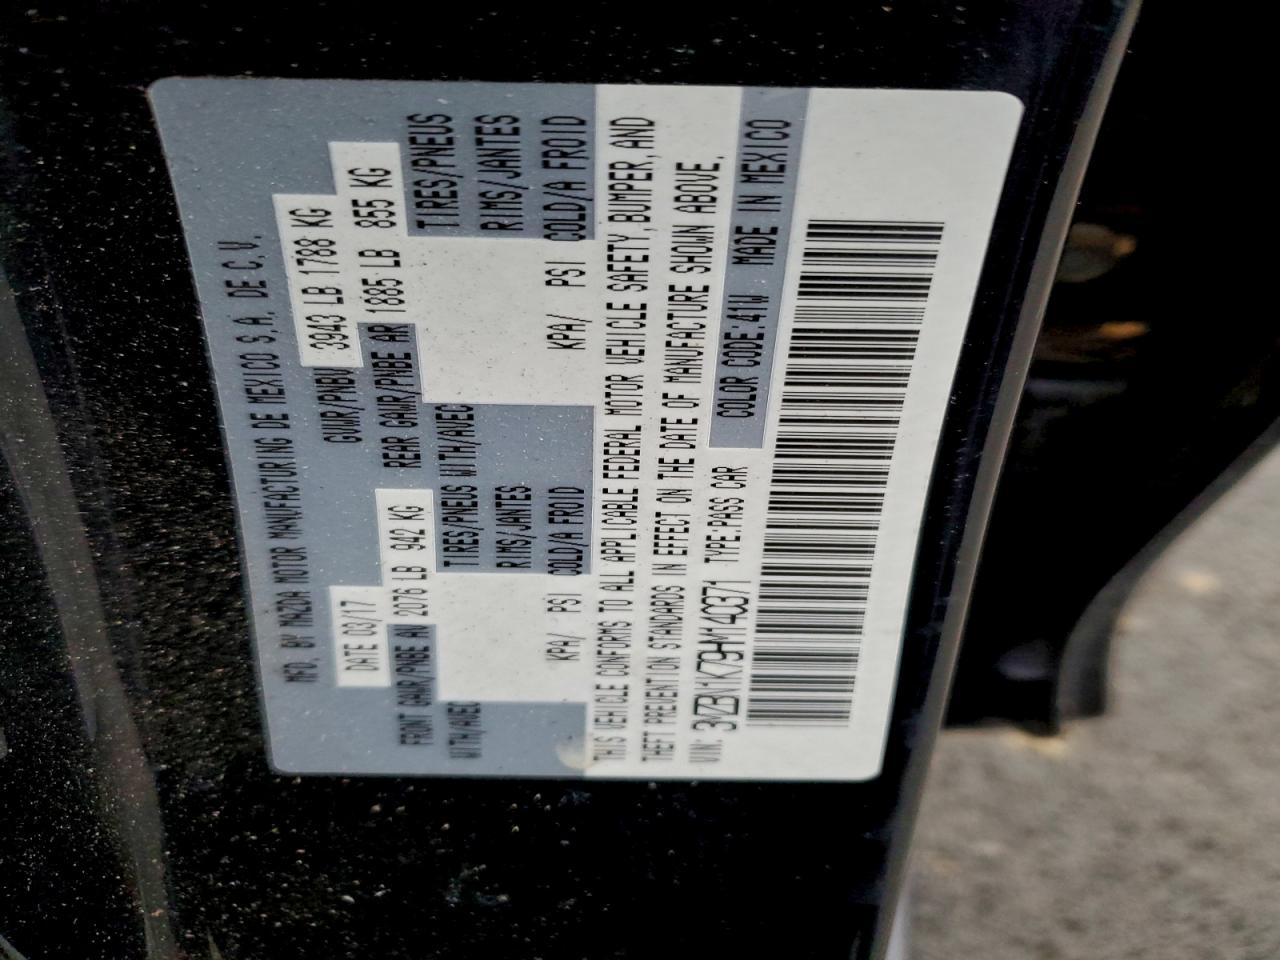 MFD. BY MAZDA MOTOR MANUFACTURING DE MEXICO S.A. DE C.V.
DATE 03/17 GVWR/PNBV 3943 LB 1788 KG
FRONT GAWR/PNBE AV 2076 LB 942 KG REAR GAWR/PNBE AR 1885 LB 855 KG
WITH/AVEC TIRES/PNEUS WITH/AVEC TIRES/PNEUS
RIMS/JANTES RIMS/JANTES
KPA/ PSI COLD/A FROID KPA/ PSI COLD/A FROID
THIS VEHICLE CONFORMS TO ALL APPLICABLE FEDERAL MOTOR VEHICLE SAFETY, BUMPER, AND
THEFT PREVENTION STANDARDS IN EFFECT ON THE DATE OF MANUFACTURE SHOWN ABOVE.
VIN: 3MZBN1K79HM140371 TYPE:PASS CAR COLOR CODE:41W MADE IN MEXICO